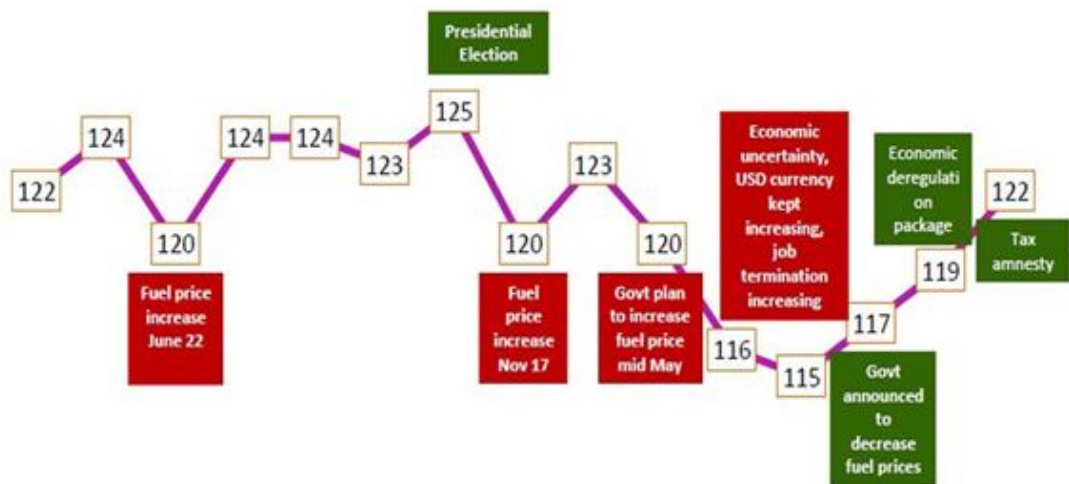 Presidential
Election
122
124
120
124
124
123
125
120
123
120
116
115
117
119
122
Fuel price
increase
June 22
Fuel
price
increase
Nov 17
Govt plan
to increase
fuel price
mid May
Economic
uncertainty,
USD currency
kept
increasing,
job
termination
increasing
Govt
announced
to
decrease
fuel prices
Economic
deregulati
on
package
Tax
amnesty